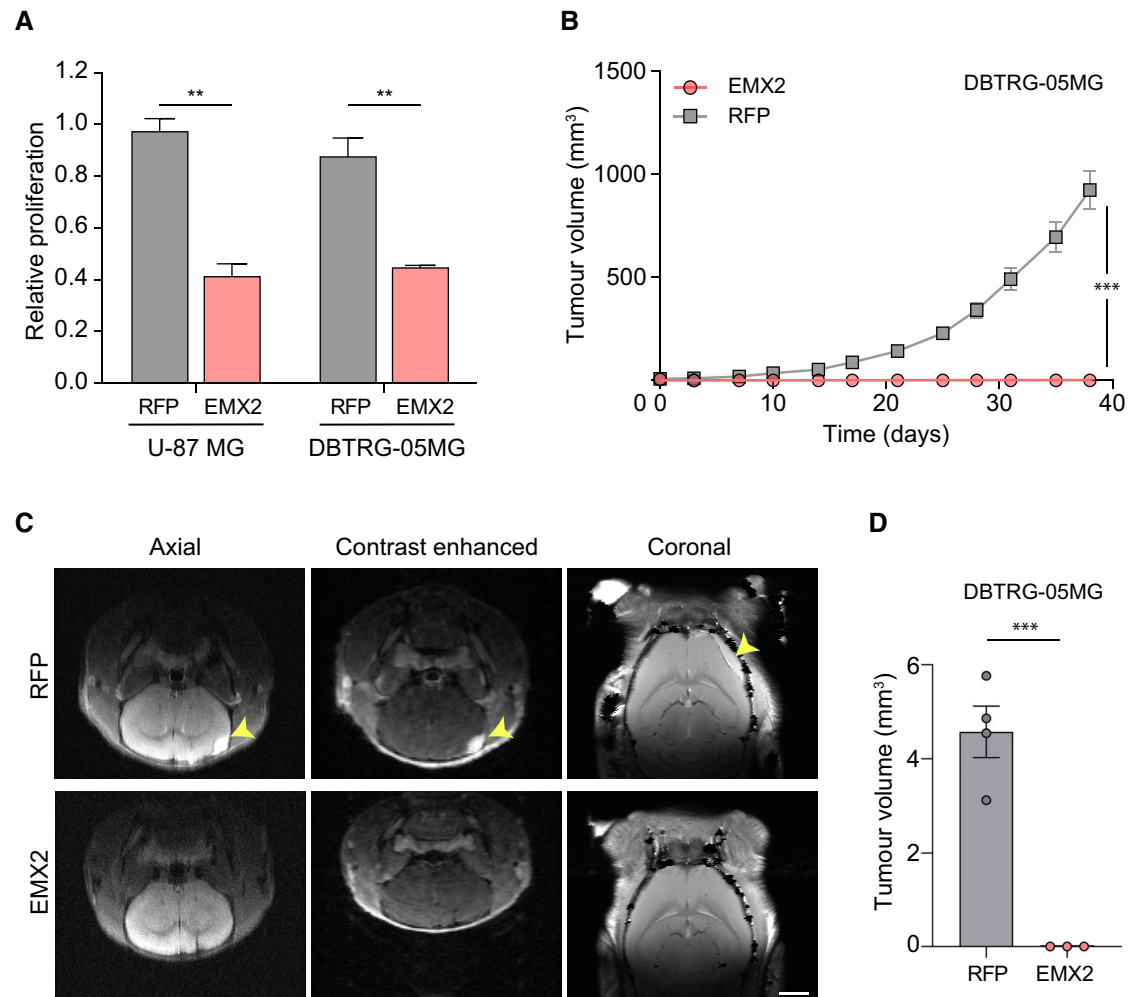 A
Relative proliferation
1.2
1.0
0.8
0.6
0.4
0.2
0.0
**
**
RFP EMX2 RFP EMX2
U-87 MG DBTRG-05MG
B
DBTRG-05MG
EMX2
RFP
Tumour volume (mm³)
1500
1000
500
0
***
0 10 20 30 40
Time (days)
C
Axial Contrast enhanced Coronal
RFP
EMX2
D
DBTRG-05MG
***
Tumour volume (mm³)
6
4
2
0
RFP EMX2